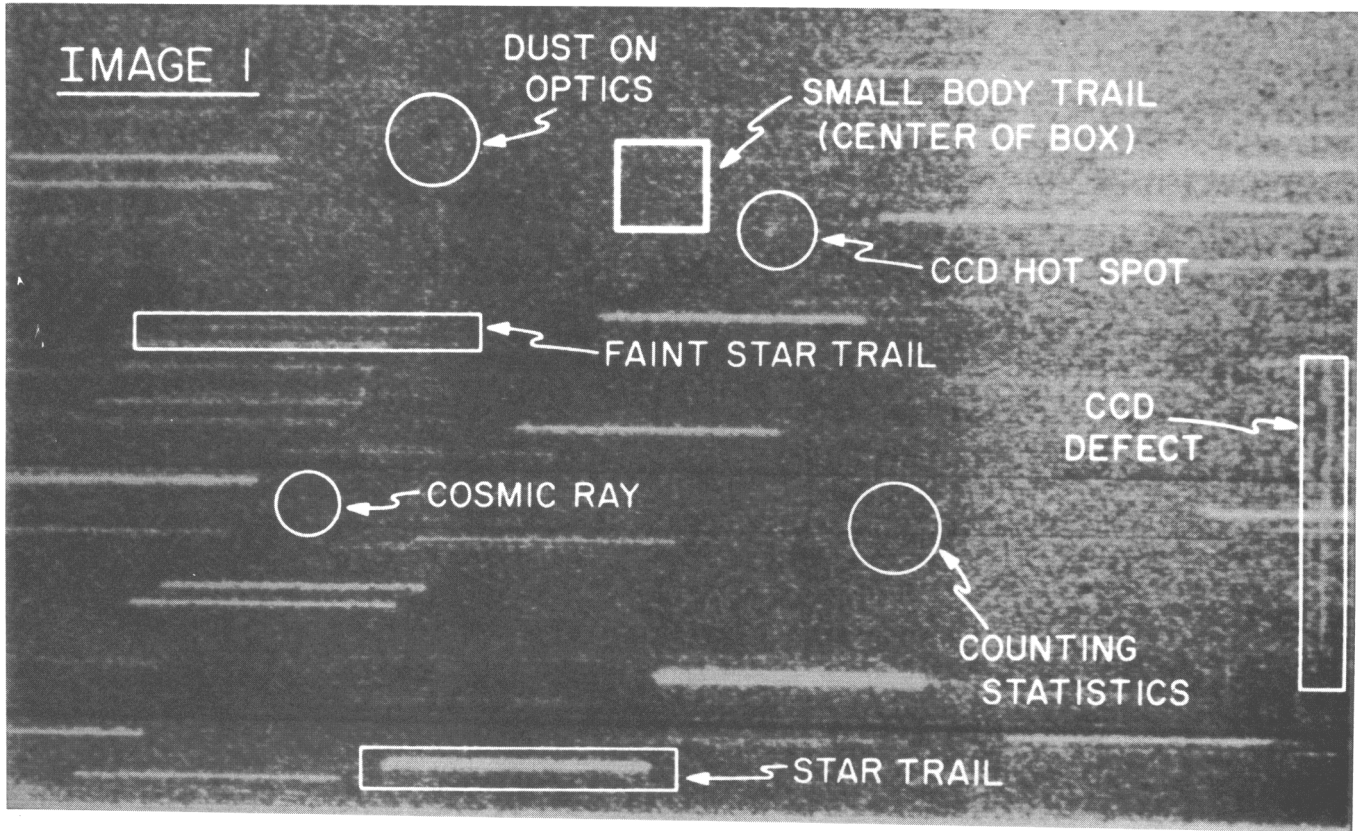 IMAGE 1
DUST ON
OPTICS
SMALL BODY TRAIL
(CENTER OF BOX)
CCD HOT SPOT
FAINT STAR TRAIL
CCD
DEFECT
COSMIC RAY
COUNTING
STATISTICS
STAR TRAIL